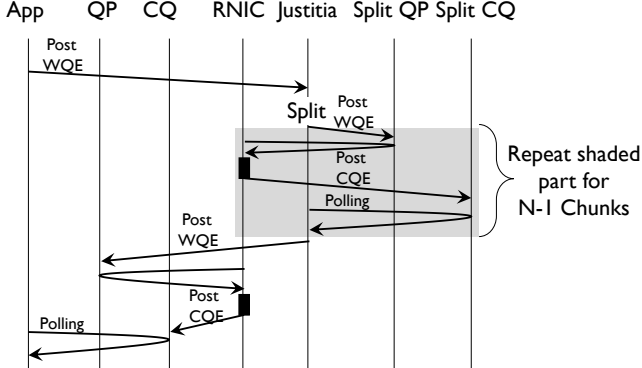 App QP CQ RNIC Justitia Split QP Split CQ
Post
WQE
Split
Post
WQE
Post
CQE
Polling
Repeat shaded
part for
N-1 Chunks
Post
WQE
Post
CQE
Polling